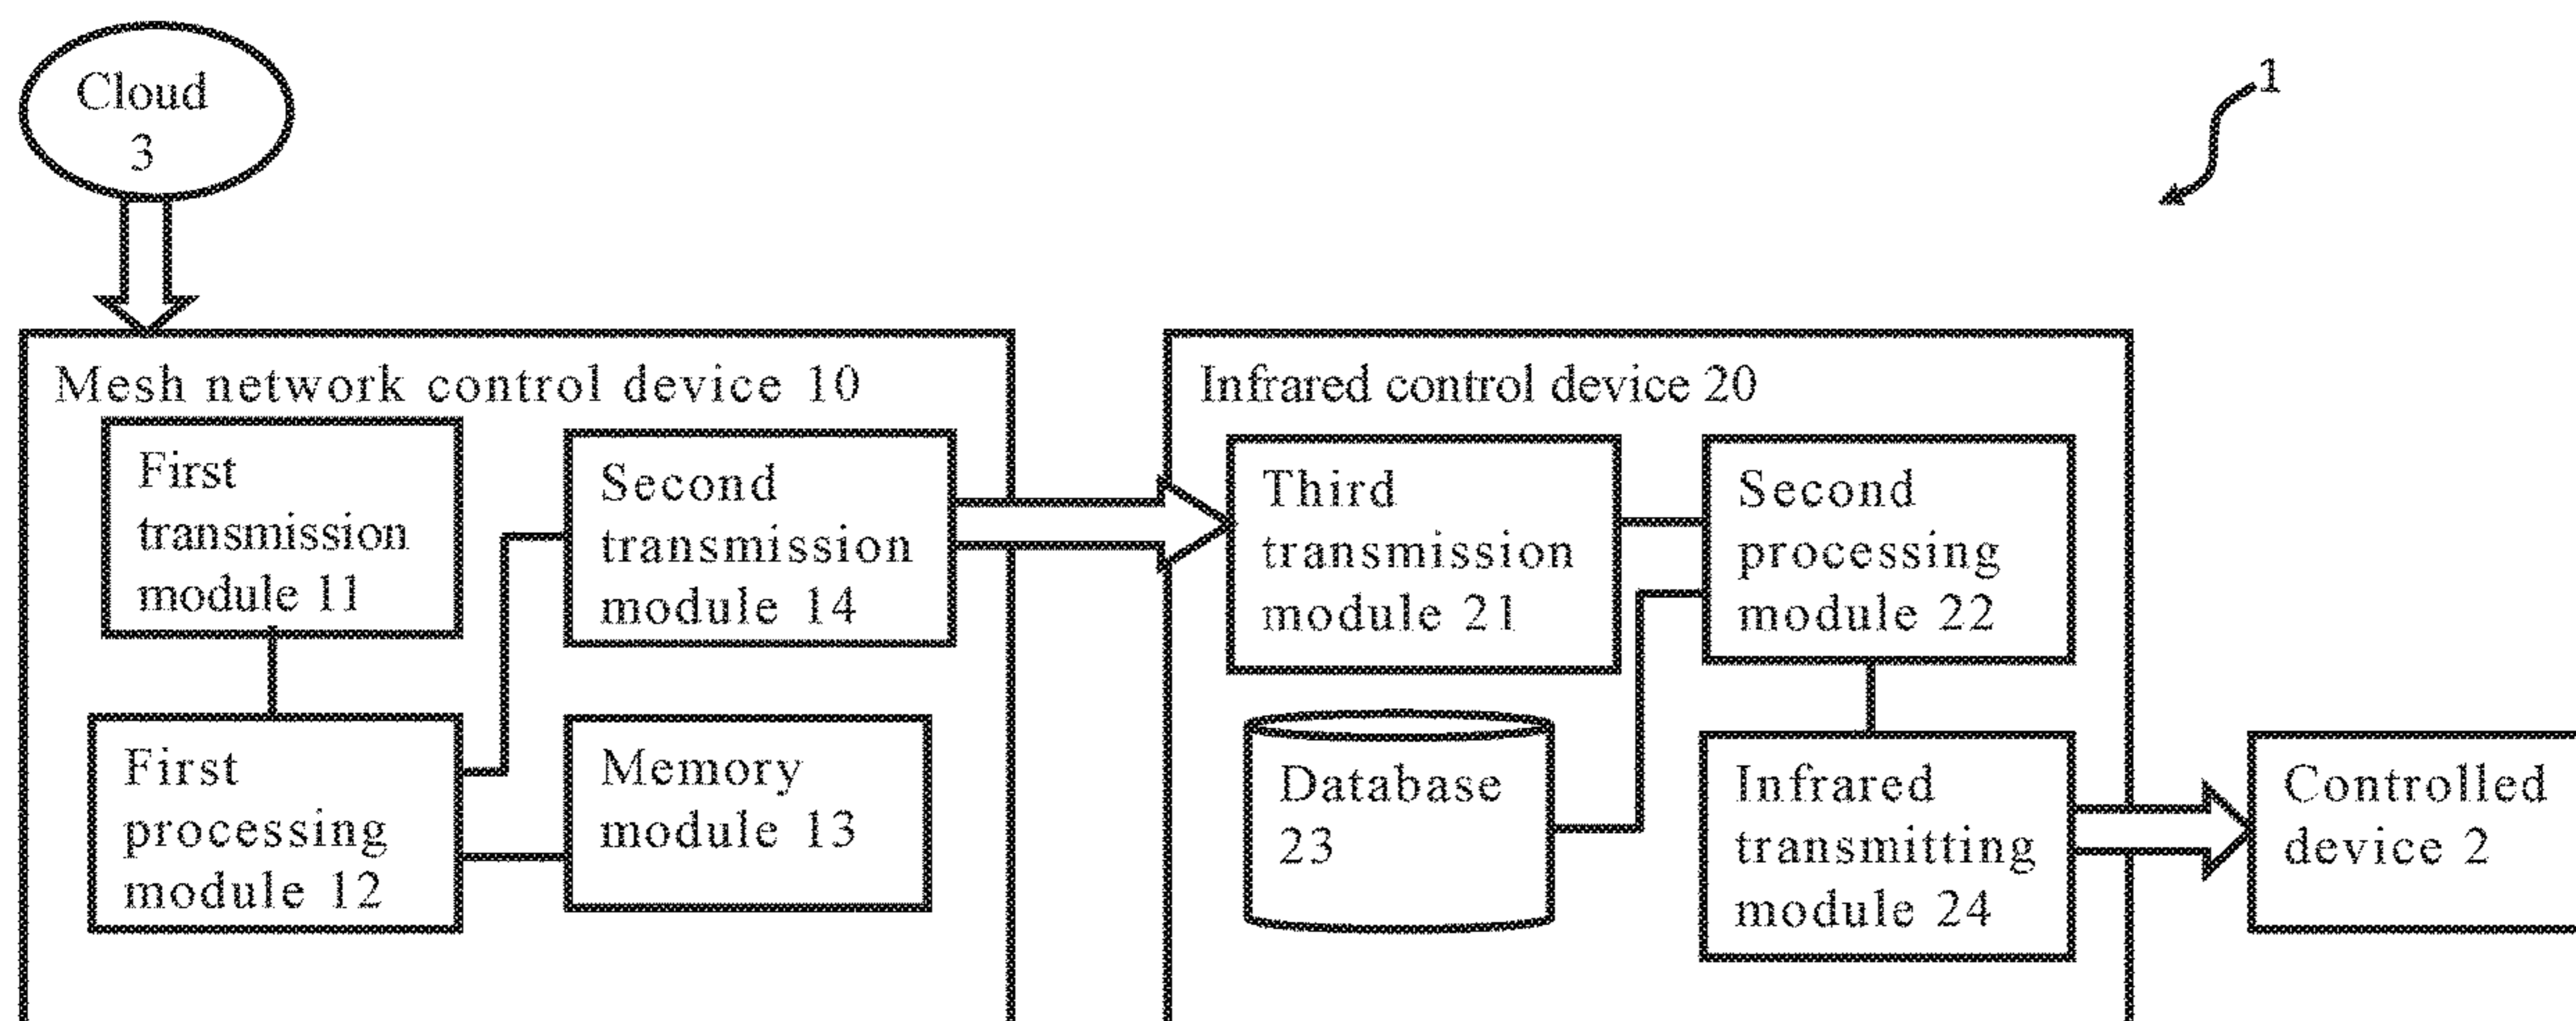 Cloud
3
1
Mesh network control device 10
First
transmission
module 11
Second
transmission
module 14
First
processing
module 12
Memory
module 13
Infrared control device 20
Third
transmission
module 21
Second
processing
module 22
Database
23
Infrared
transmitting
module 24
Controlled
device 2